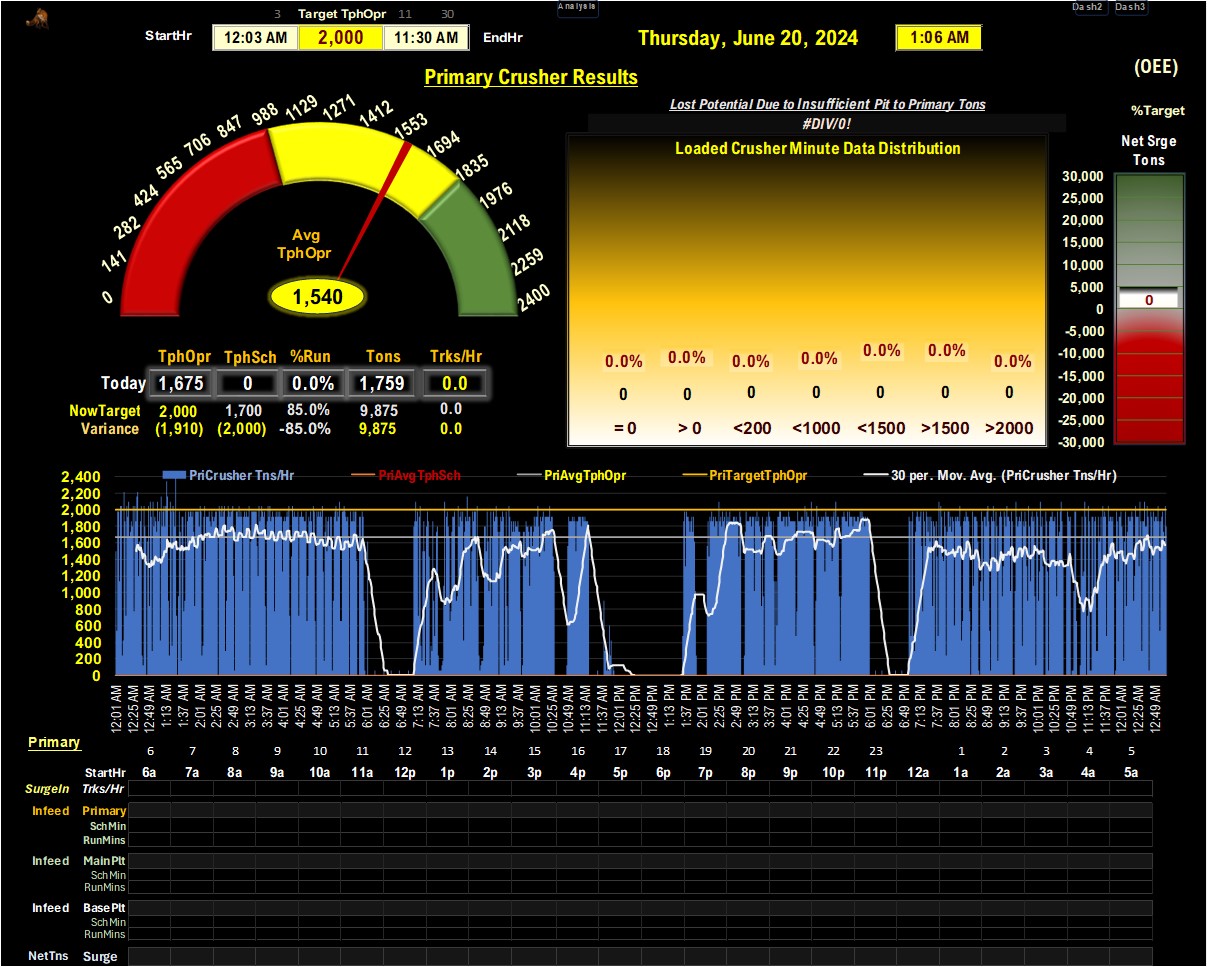 Analysis
Dash2 Dash3
3 Target TphOpr 11 30
StartHr 12:03 AM 2,000 11:30 AM EndHr
Thursday, June 20, 2024 1:06 AM
Primary Crusher Results
(OEE)
Lost Potential Due to Insufficient Pit to Primary Tons
#DIV/0!
%Target
Net Srge
Tons
0 141 282 424 565 706 847 988 1129 1271 1412 1553 1694 1835 1976 2118 2259 2400
Avg
TphOpr
1,540
Loaded Crusher Minute Data Distribution
0.0% 0.0% 0.0% 0.0% 0.0% 0.0% 0.0%
0 0 0 0 0 0 0
= 0 > 0 <200 <1000 <1500 >1500 >2000
30,000
25,000
20,000
15,000
10,000
5,000
0
0
-5,000
-10,000
-15,000
-20,000
-25,000
-30,000
TphOpr TphSch %Run Tons Trks/Hr
Today 1,675 0 0.0% 1,759 0.0
NowTarget 2,000 1,700 85.0% 9,875 0.0
Variance (1,910) (2,000) -85.0% 9,875 0.0
PriCrusher Tns/Hr PriAvgTphSch PriAvgTphOpr PriTargetTphOpr 30 per. Mov. Avg. (PriCrusher Tns/Hr)
2,400
2,200
2,000
1,800
1,600
1,400
1,200
1,000
800
600
400
200
0
12:01 AM 12:25 AM 12:49 AM 1:13 AM 1:37 AM 2:01 AM 2:25 AM 2:49 AM 3:13 AM 3:37 AM 4:01 AM 4:25 AM 4:49 AM 5:13 AM 5:37 AM 6:01 AM 6:25 AM 6:49 AM 7:13 AM 7:37 AM 8:01 AM 8:25 AM 8:49 AM 9:13 AM 9:37 AM 10:01 AM 10:25 AM 10:49 AM 11:13 AM 11:37 AM 12:01 PM 12:25 PM 12:49 PM 1:13 PM 1:37 PM 2:01 PM 2:25 PM 2:49 PM 3:13 PM 3:37 PM 4:01 PM 4:25 PM 4:49 PM 5:13 PM 5:37 PM 6:01 PM 6:25 PM 6:49 PM 7:13 PM 7:37 PM 8:01 PM 8:25 PM 8:49 PM 9:13 PM 9:37 PM 10:01 PM 10:25 PM 10:49 PM 11:13 PM 11:37 PM 12:01 AM 12:25 AM 12:49 AM
Primary
6 7 8 9 10 11 12 13 14 15 16 17 18 19 20 21 22 23 1 2 3 4 5
StartHr 6a 7a 8a 9a 10a 11a 12p 1p 2p 3p 4p 5p 6p 7p 8p 9p 10p 11p 12a 1a 2a 3a 4a 5a
SurgeIn Trks/Hr
Infeed Primary
SchMin
RunMins
Infeed MainPlt
SchMin
RunMins
Infeed BasePlt
SchMin
RunMins
NetTns Surge